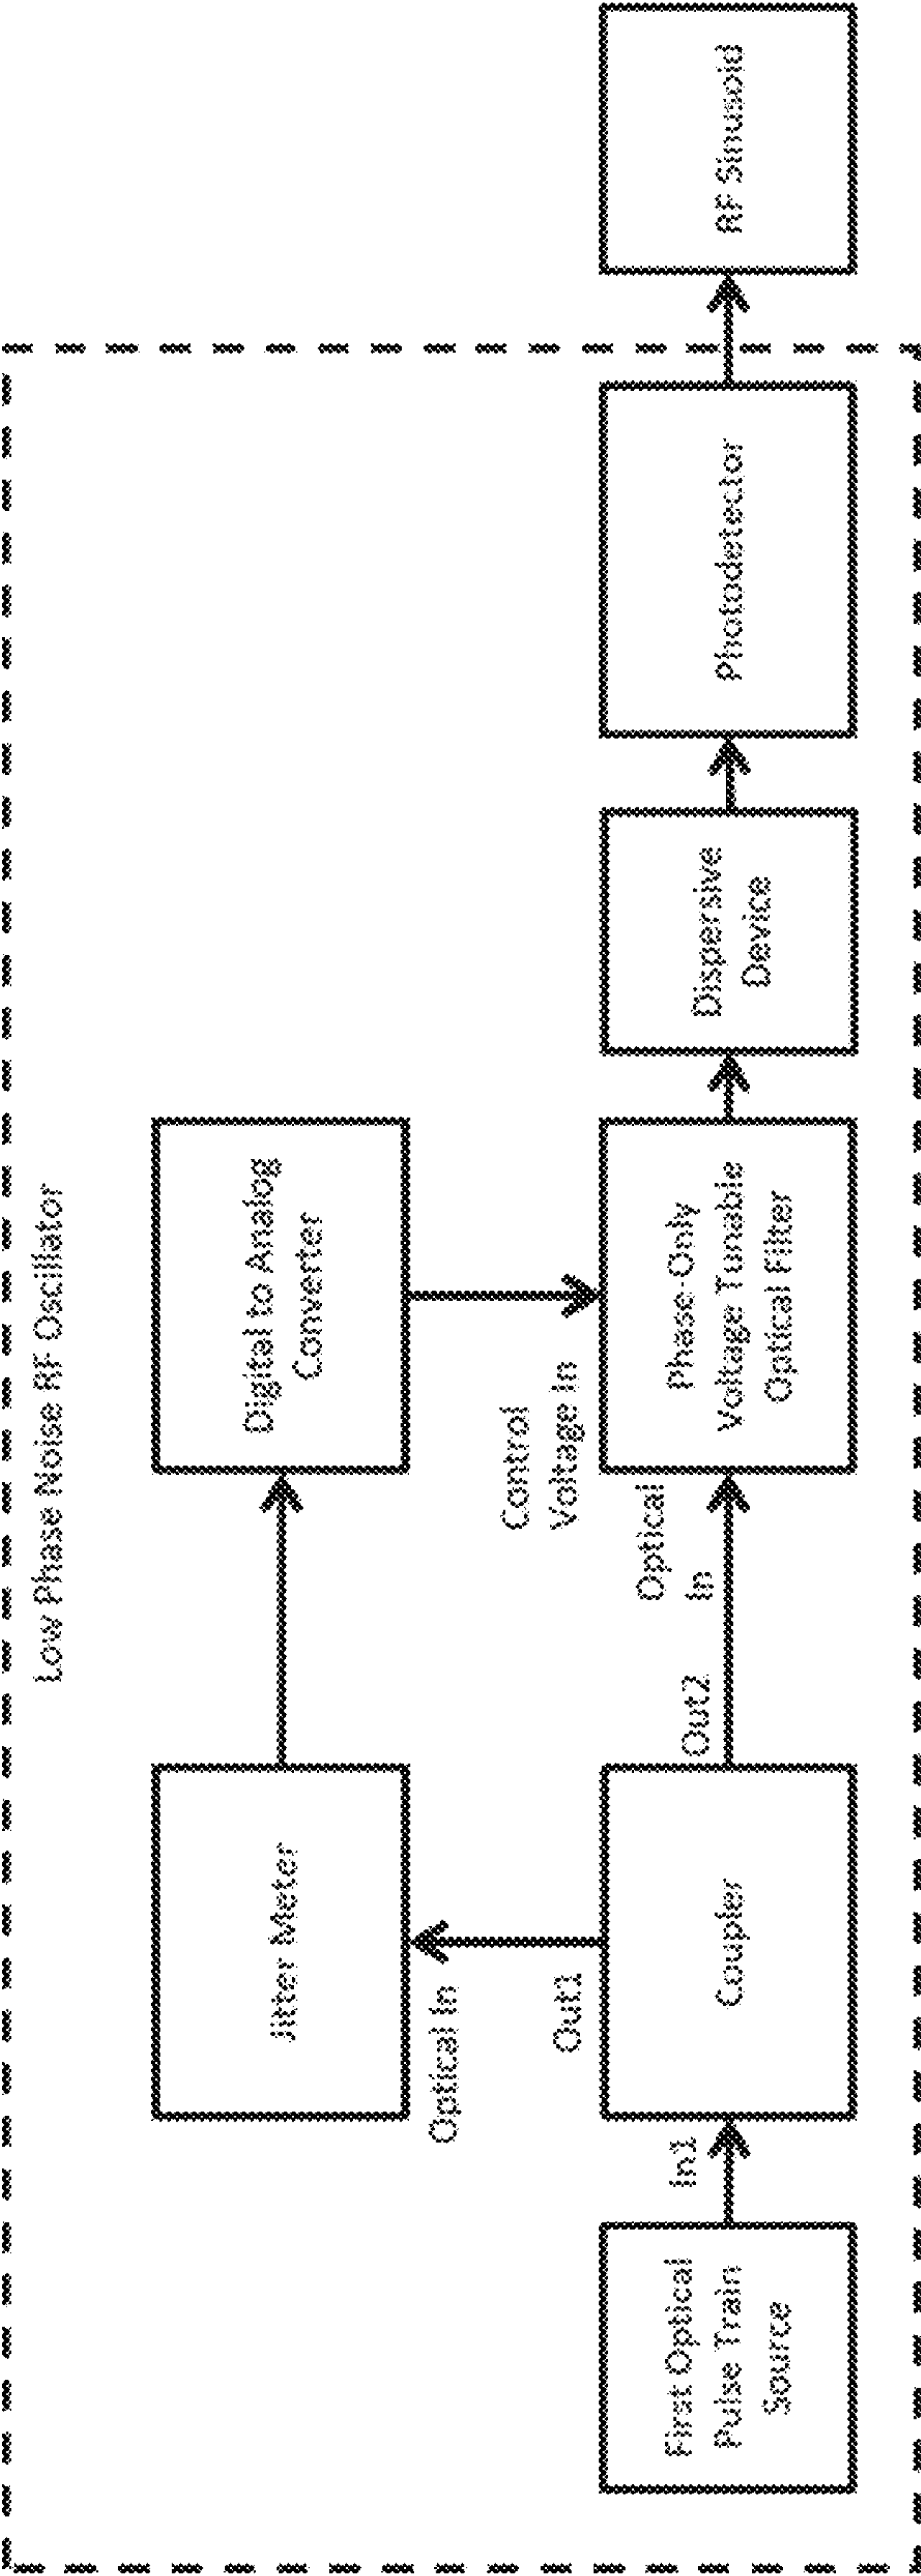 Low Phase Noise RF Oscillator
Jitter Meter
Digital to Analog
Converter
Optical In
Out1
Control
Voltage In
First Optical
Pulse Train
Source
In1
Coupler
Out2
Optical
In
Phase-Only
Voltage Tunable
Optical Filter
Dispersive
Device
Photodetector
RF Sinusoid